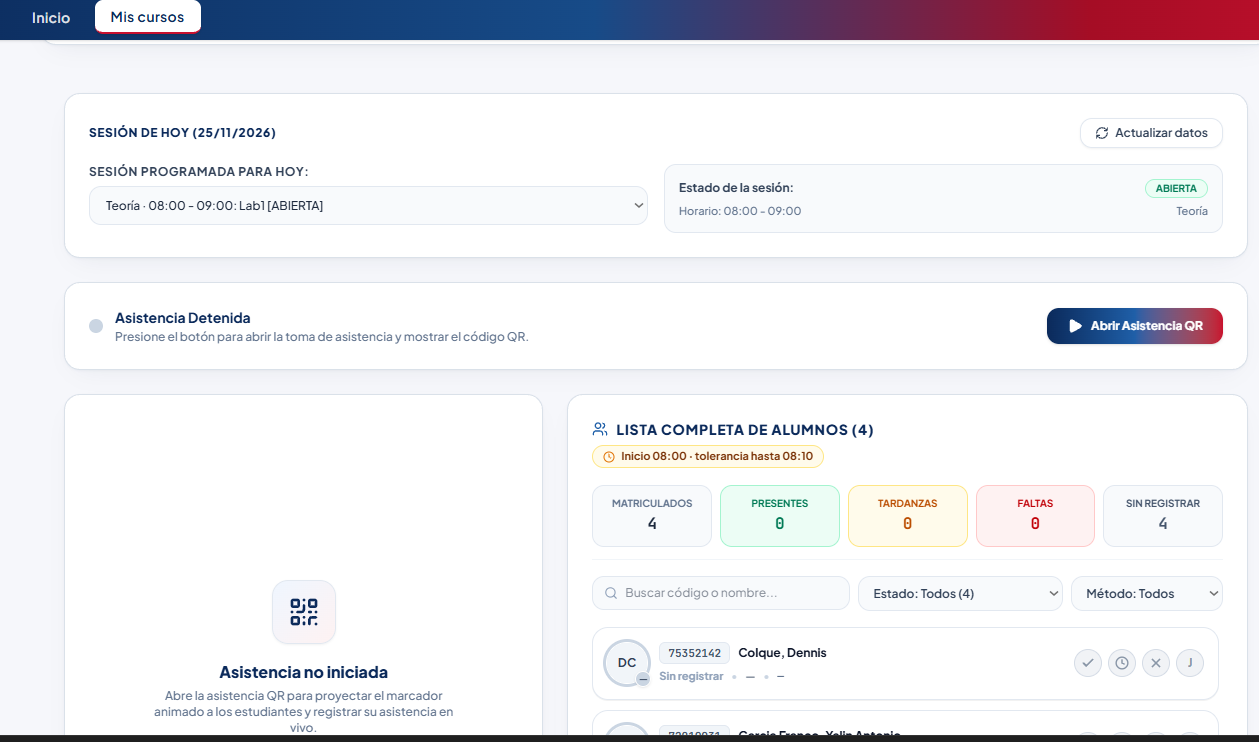 Inicio
Mis cursos
SESIÓN DE HOY (25/11/2026)
Actualizar datos
SESIÓN PROGRAMADA PARA HOY:
Teoría · 08:00 - 09:00: Lab1 [ABIERTA]
Estado de la sesión:
ABIERTA
Horario: 08:00 - 09:00
Teoría
Asistencia Detenida
Presione el botón para abrir la toma de asistencia y mostrar el código QR.
Abrir Asistencia QR
Asistencia no iniciada
Abre la asistencia QR para proyectar el marcador
animado a los estudiantes y registrar su asistencia en
vivo.
LISTA COMPLETA DE ALUMNOS (4)
Inicio 08:00 · tolerancia hasta 08:10
MATRICULADOS
4
PRESENTES
0
TARDANZAS
0
FALTAS
0
SIN REGISTRAR
4
Buscar código o nombre...
Estado: Todos (4)
Método: Todos
DC
75352142
Colque, Dennis
Sin registrar • — • —
J